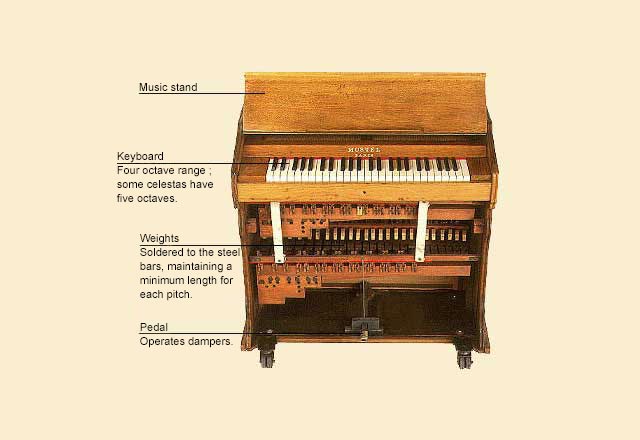 Music stand
MUSTEL
PARIS
Keyboard
Four octave range ;
some celestas have
five octaves.
Weights
Soldered to the steel
bars, maintaining a
minimum length for
each pitch.
Pedal
Operates dampers.